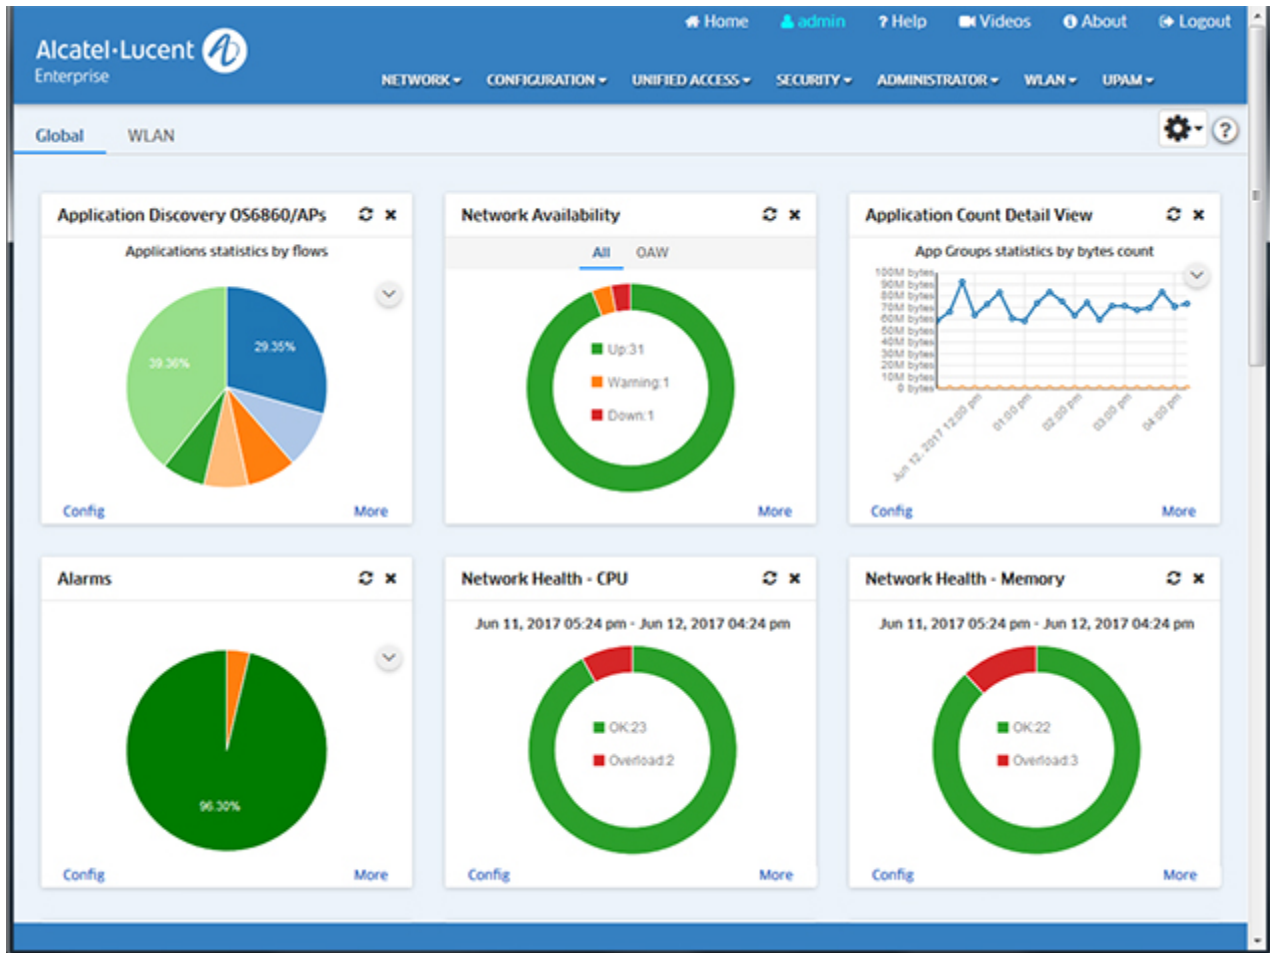 Home admin ? Help Videos About Logout
Alcatel·Lucent
Enterprise
NETWORK CONFIGURATION UNIFIED ACCESS SECURITY ADMINISTRATOR WLAN UPAM
Global WLAN
?
Application Discovery OS6860/APs
Applications statistics by flows
29.35%
39.36%
Config More
Network Availability
All OAW
Up:31
Warning:1
Down:1
More
Application Count Detail View
App Groups statistics by bytes count
100M bytes
90M bytes
80M bytes
70M bytes
60M bytes
50M bytes
40M bytes
30M bytes
20M bytes
10M bytes
0 bytes
Jun 12, 2017 12:00 pm
01:00 pm
02:00 pm
03:00 pm
04:00 pm
Config More
Alarms
96.30%
Config More
Network Health - CPU
Jun 11, 2017 05:24 pm - Jun 12, 2017 04:24 pm
OK:23
Overload:2
Config More
Network Health - Memory
Jun 11, 2017 05:24 pm - Jun 12, 2017 04:24 pm
OK:22
Overload:3
Config More